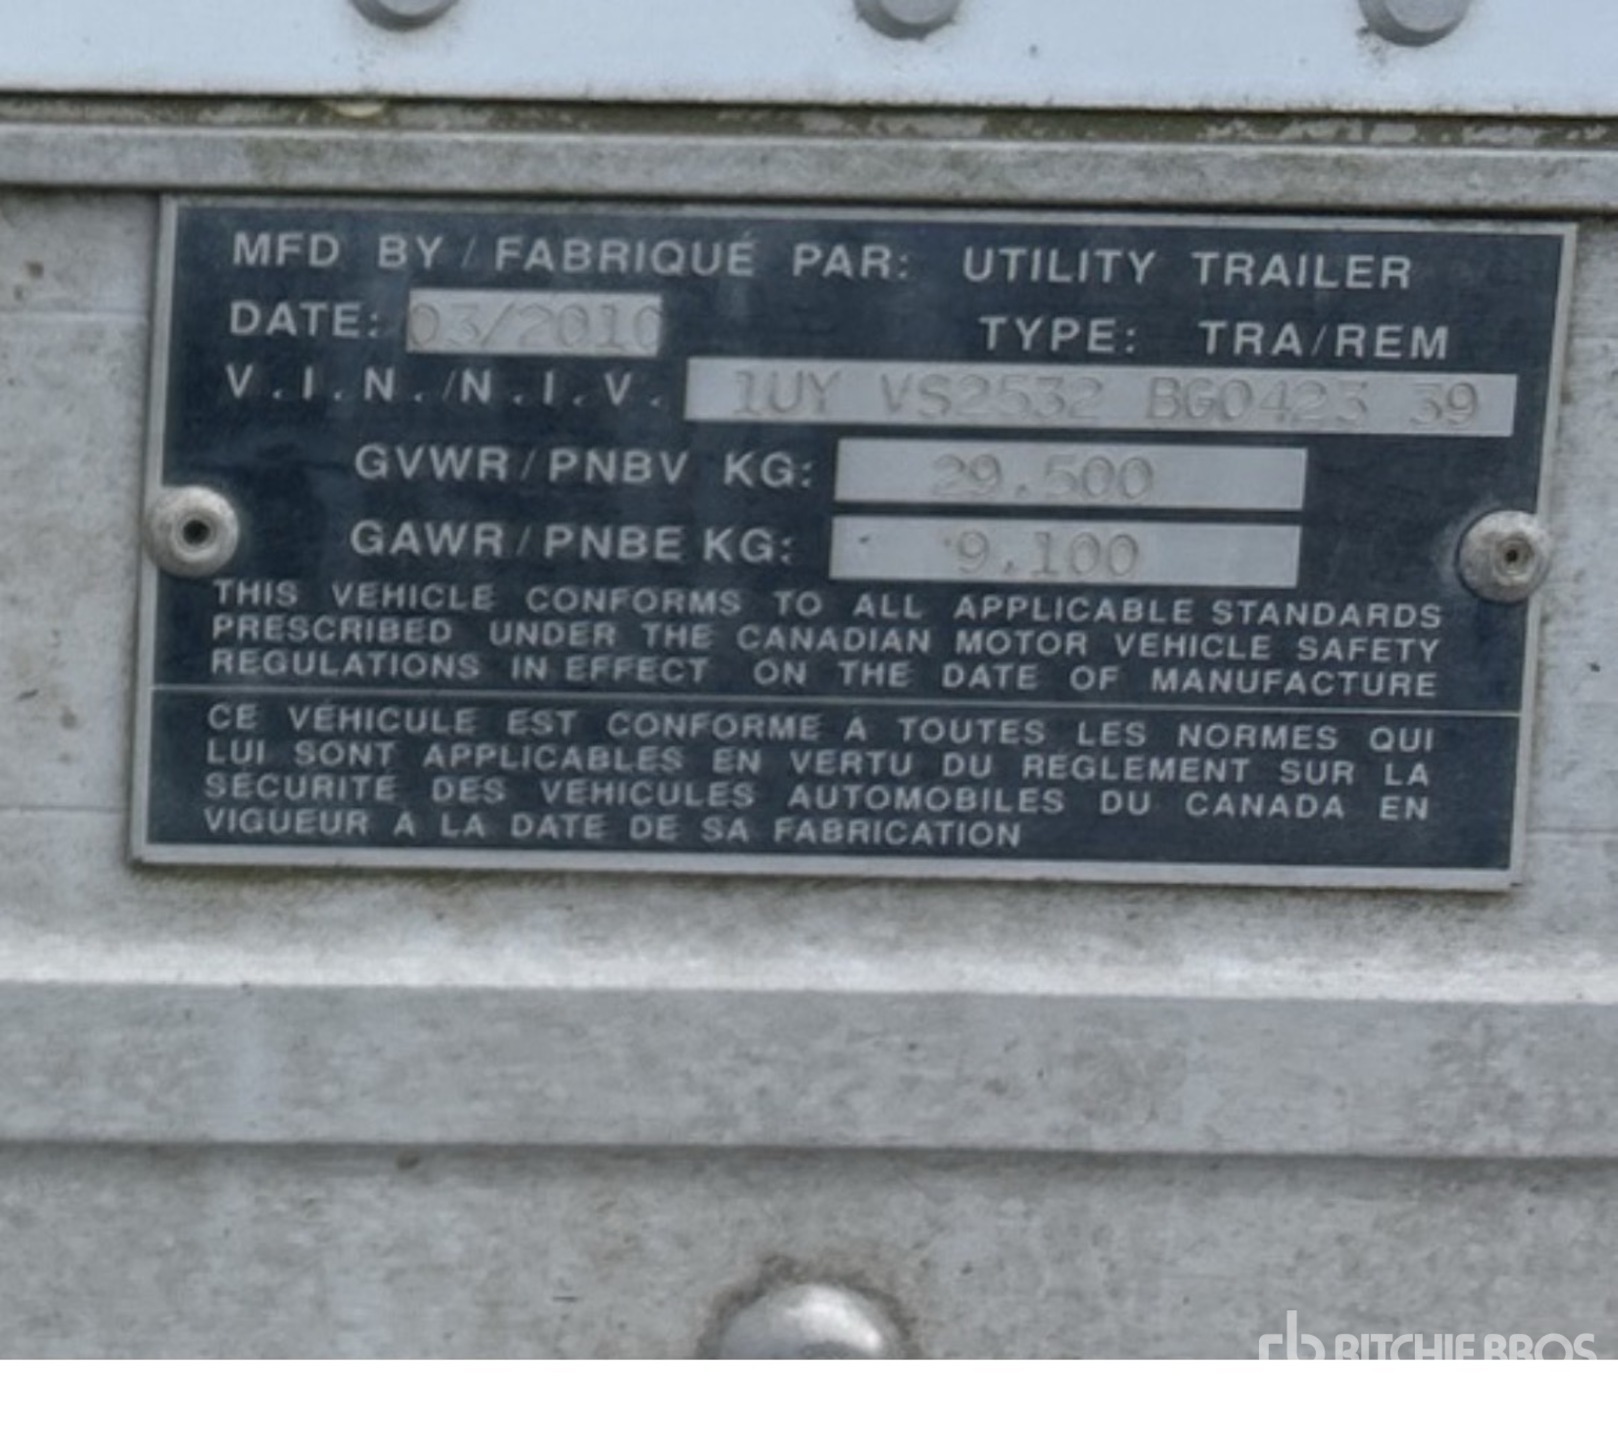 MFD BY / FABRIQUÉ PAR: UTILITY TRAILER
DATE: 03/2010 TYPE: TRA/REM
V.I.N./N.I.V. 1UY VS2532 BG0423 39
GVWR/PNBV KG: 29.500
GAWR/PNBE KG: 9.100
THIS VEHICLE CONFORMS TO ALL APPLICABLE STANDARDS
PRESCRIBED UNDER THE CANADIAN MOTOR VEHICLE SAFETY
REGULATIONS IN EFFECT ON THE DATE OF MANUFACTURE
CE VÉHICULE EST CONFORME À TOUTES LES NORMES QUI
LUI SONT APPLICABLES EN VERTU DU RÈGLEMENT SUR LA
SÉCURITÉ DES VÉHICULES AUTOMOBILES DU CANADA EN
VIGUEUR À LA DATE DE SA FABRICATION
rb RITCHIE BROS